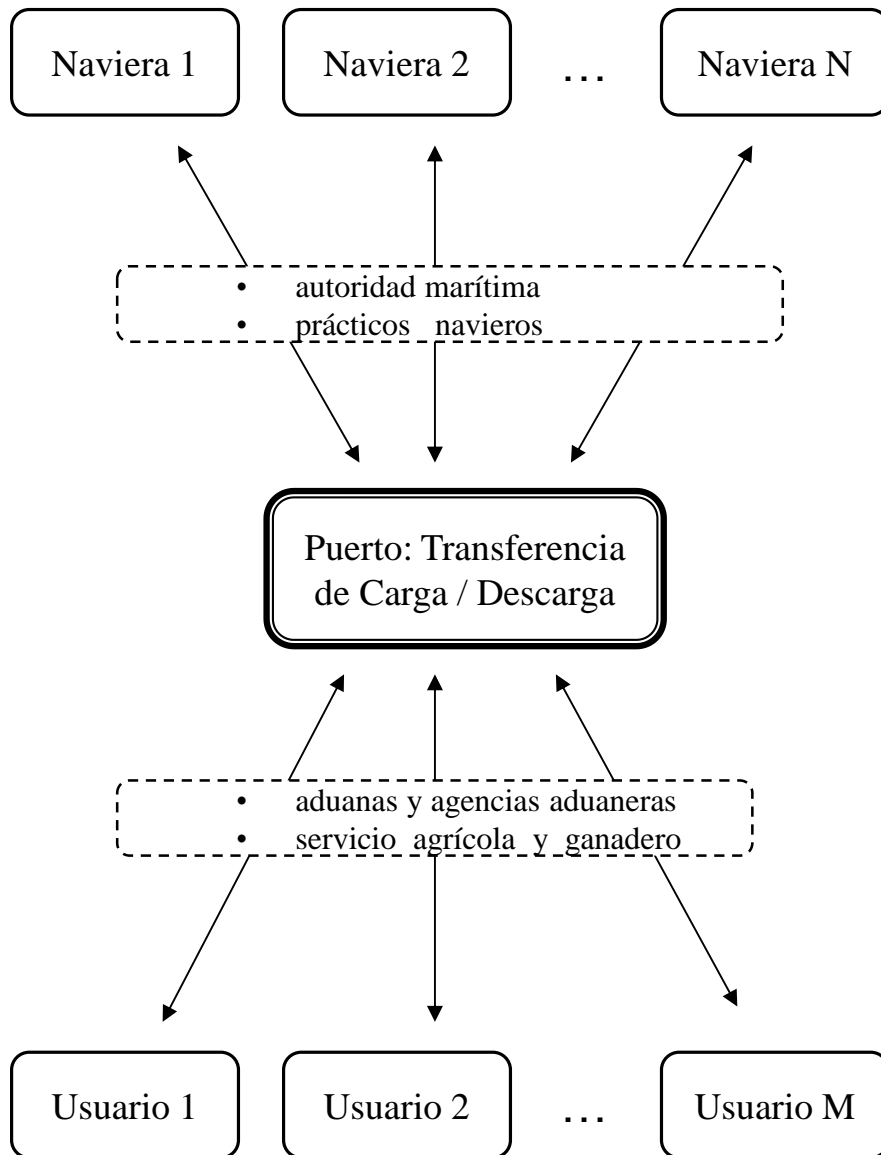 Naviera 1
Naviera 2
...
Naviera N
• autoridad marítima
• prácticos navieros
Puerto: Transferencia
de Carga / Descarga
• aduanas y agencias aduaneras
• servicio agrícola y ganadero
Usuario 1
Usuario 2
...
Usuario M